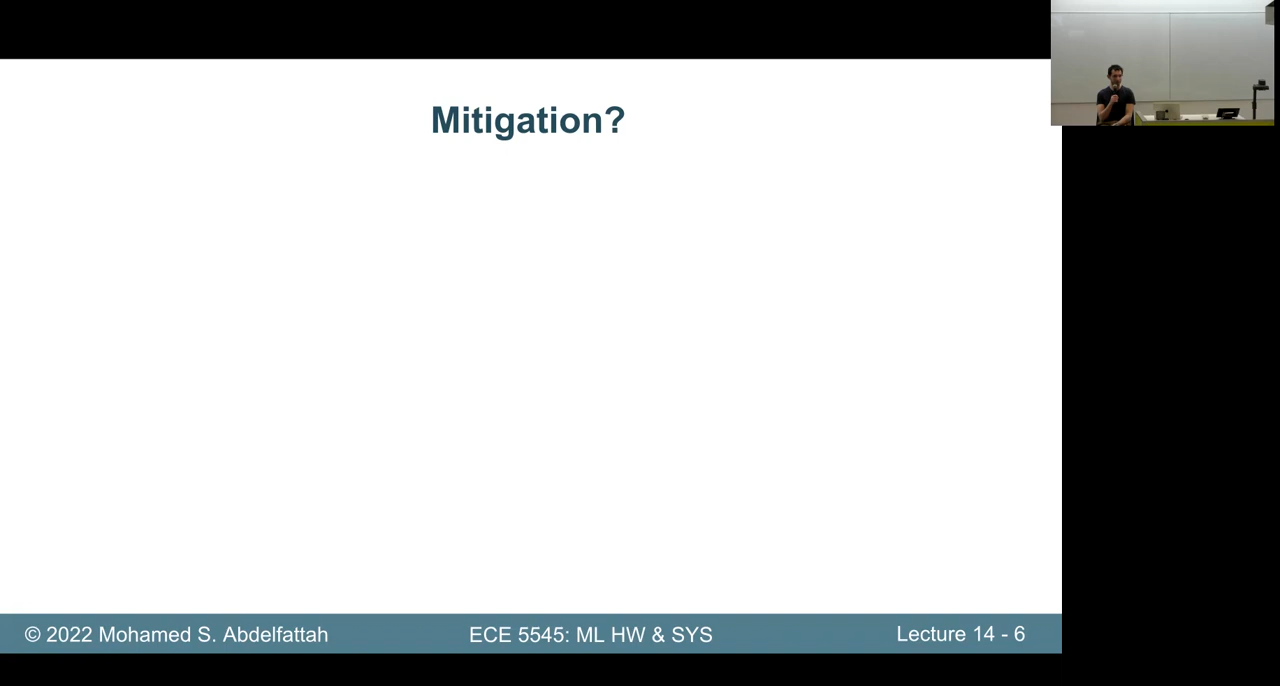 Mitigation?
© 2022 Mohamed S. Abdelfattah
ECE 5545: ML HW & SYS
Lecture 14 - 6